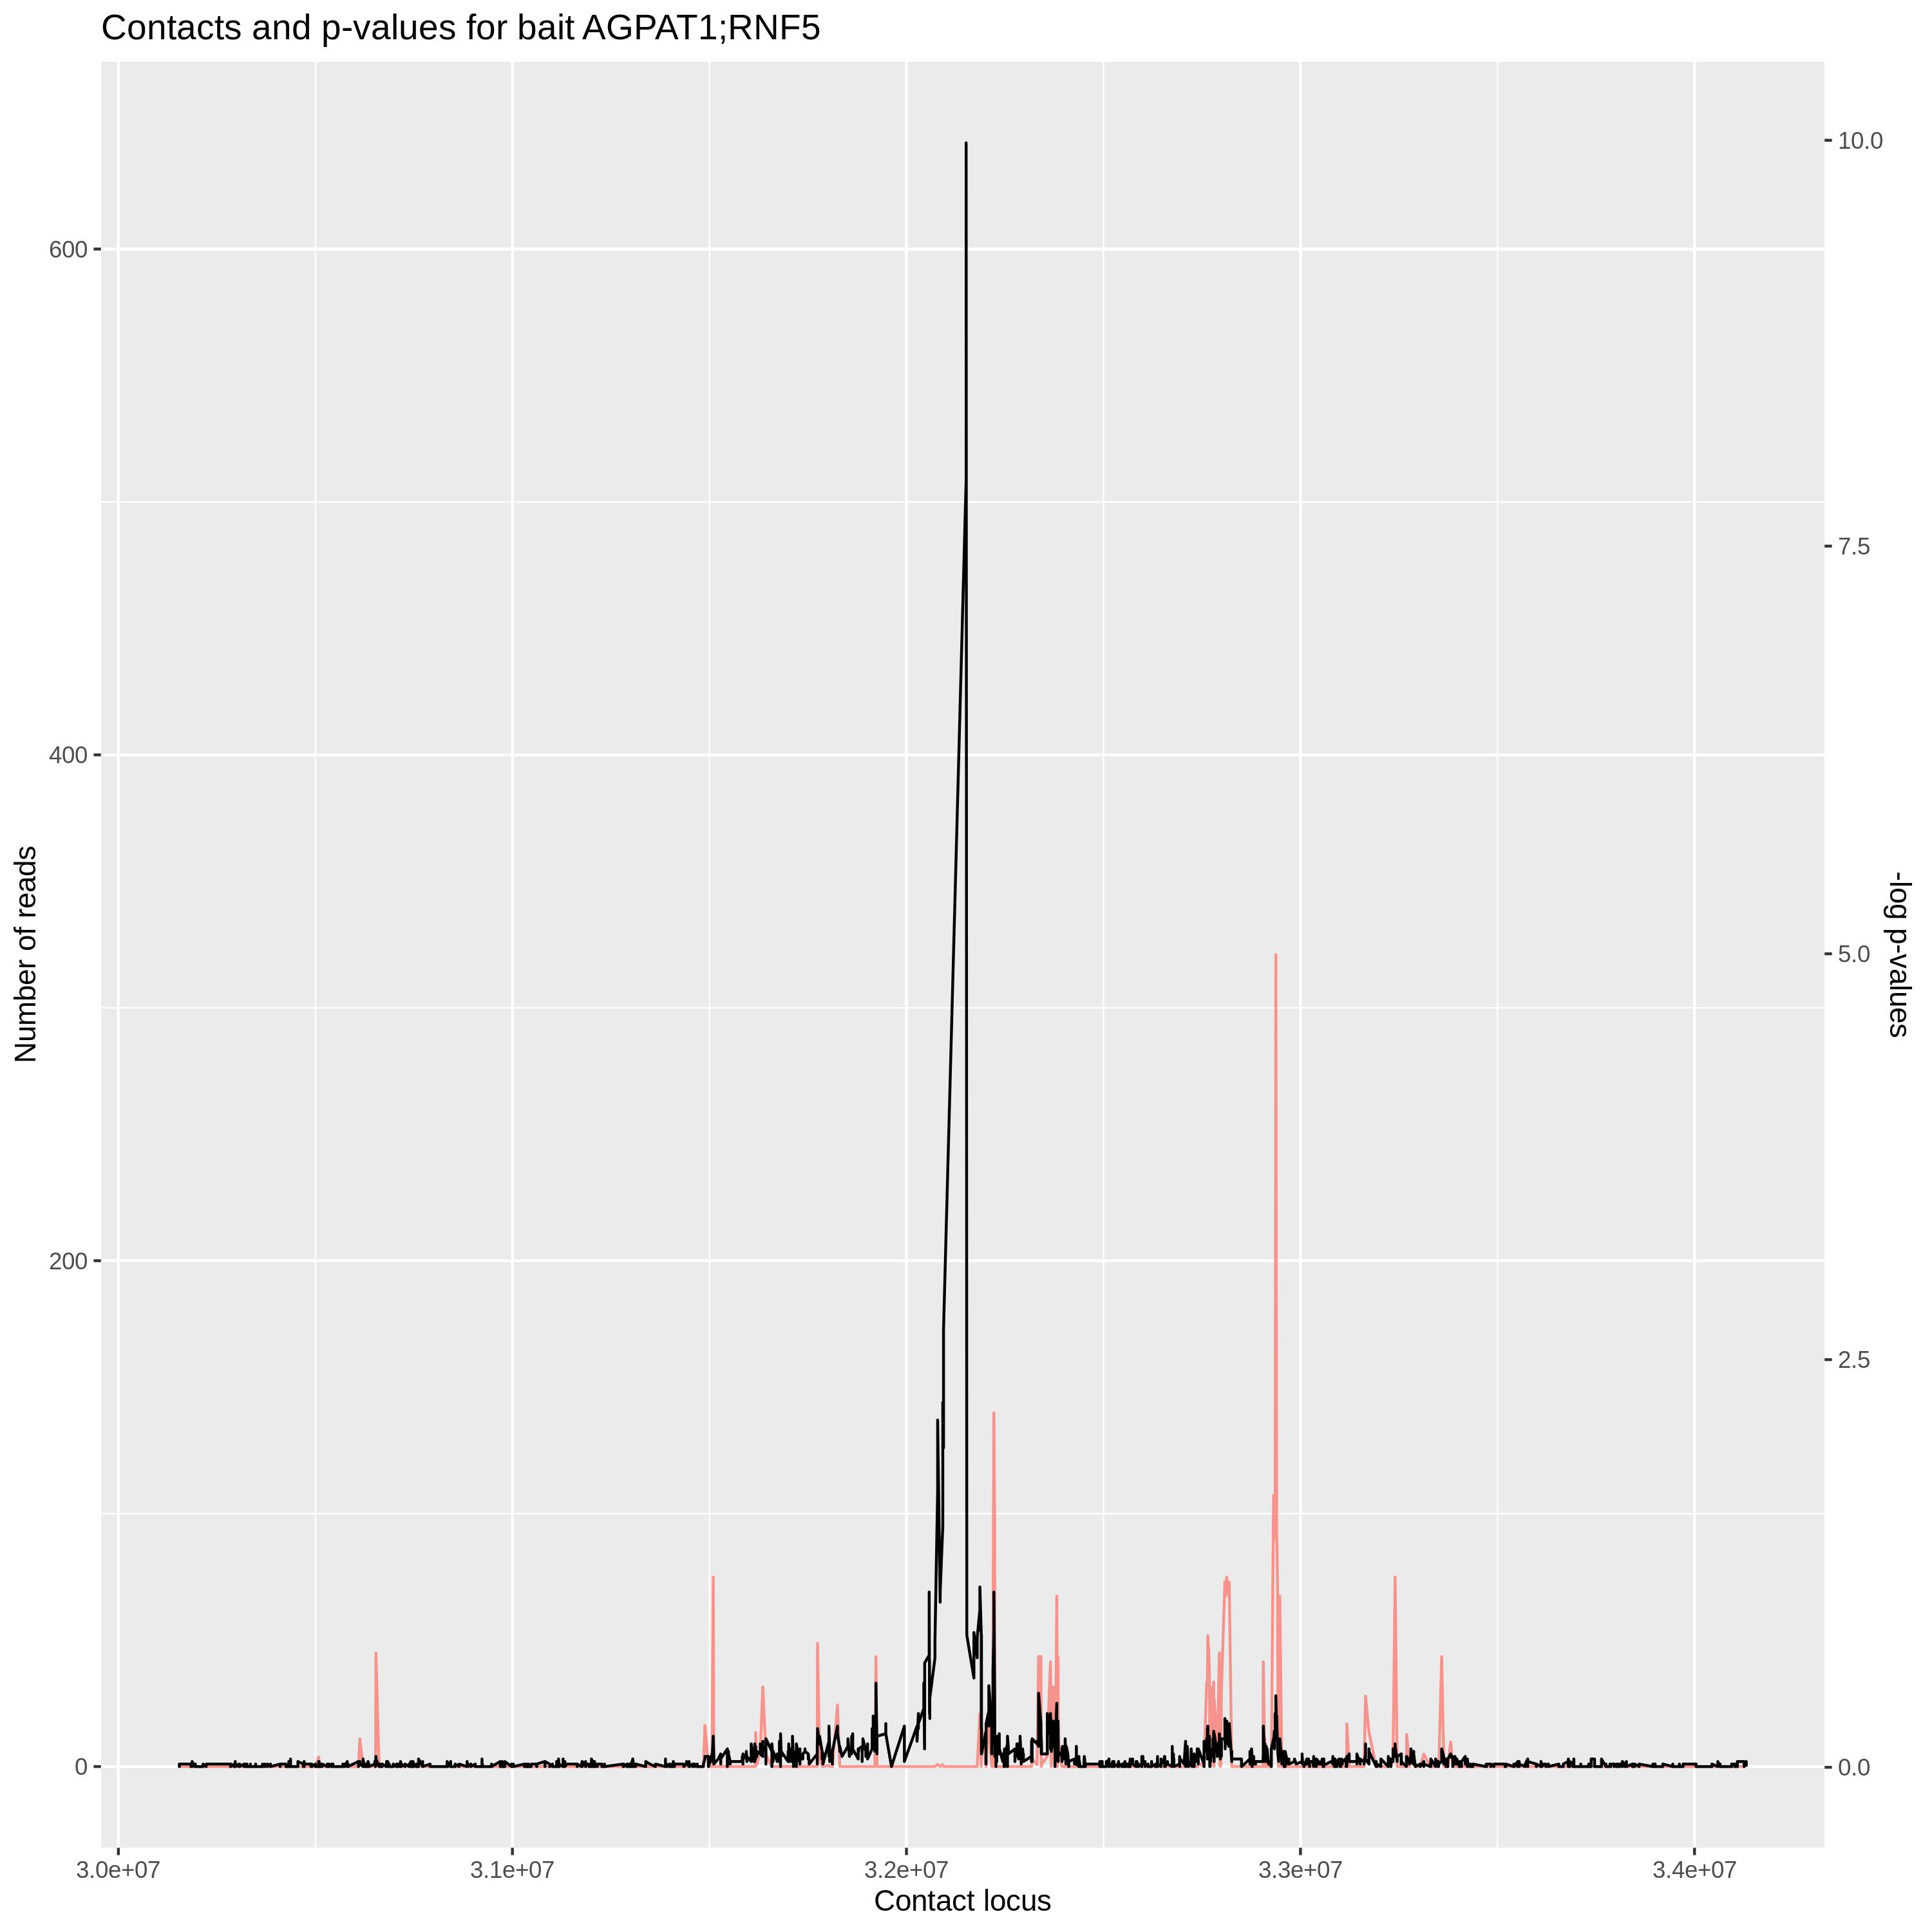 Contacts and p-values for bait AGPAT1;RNF5
Number of reads
600
400
200
0
10.0
7.5
5.0
2.5
0.0
-log p-values
3.0e+07 3.1e+07 3.2e+07 3.3e+07 3.4e+07
Contact locus